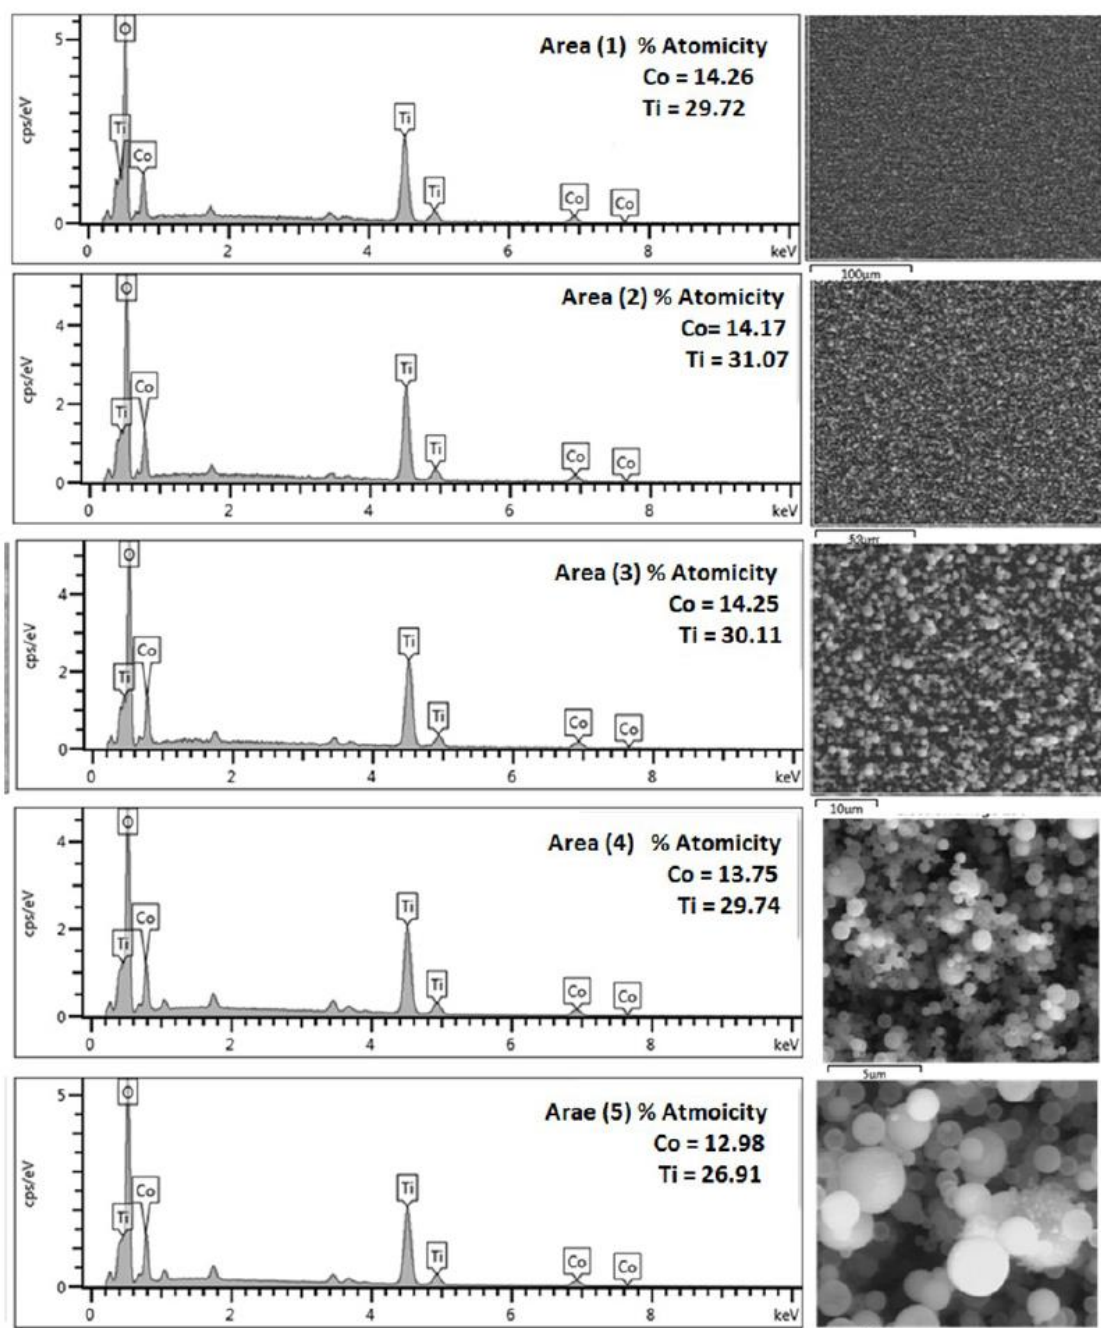 Area (1) % Atomicity
Co = 14.26
Ti = 29.72
cps/eV
5
0
O
Ti
Co
Ti
Ti
Co
Co
0 2 4 6 8 keV
100μm
Area (2) % Atomicity
Co= 14.17
Ti = 31.07
cps/eV
4
2
0
O
Co
Ti
Ti
Ti
Co
Co
0 2 4 6 8 keV
Area (3) % Atomicity
Co = 14.25
Ti = 30.11
cps/eV
4
2
0
O
Co
Ti
Ti
Ti
Co
Co
0 2 4 6 8 keV
10μm
Area (4) % Atomicity
Co = 13.75
Ti = 29.74
cps/eV
4
2
0
O
Co
Ti
Ti
Ti
Co
Co
0 2 4 6 8 keV
5μm
Arae (5) % Atmoicity
Co = 12.98
Ti = 26.91
cps/eV
5
0
O
Co
Ti
Ti
Ti
Co
Co
0 2 4 6 8 keV